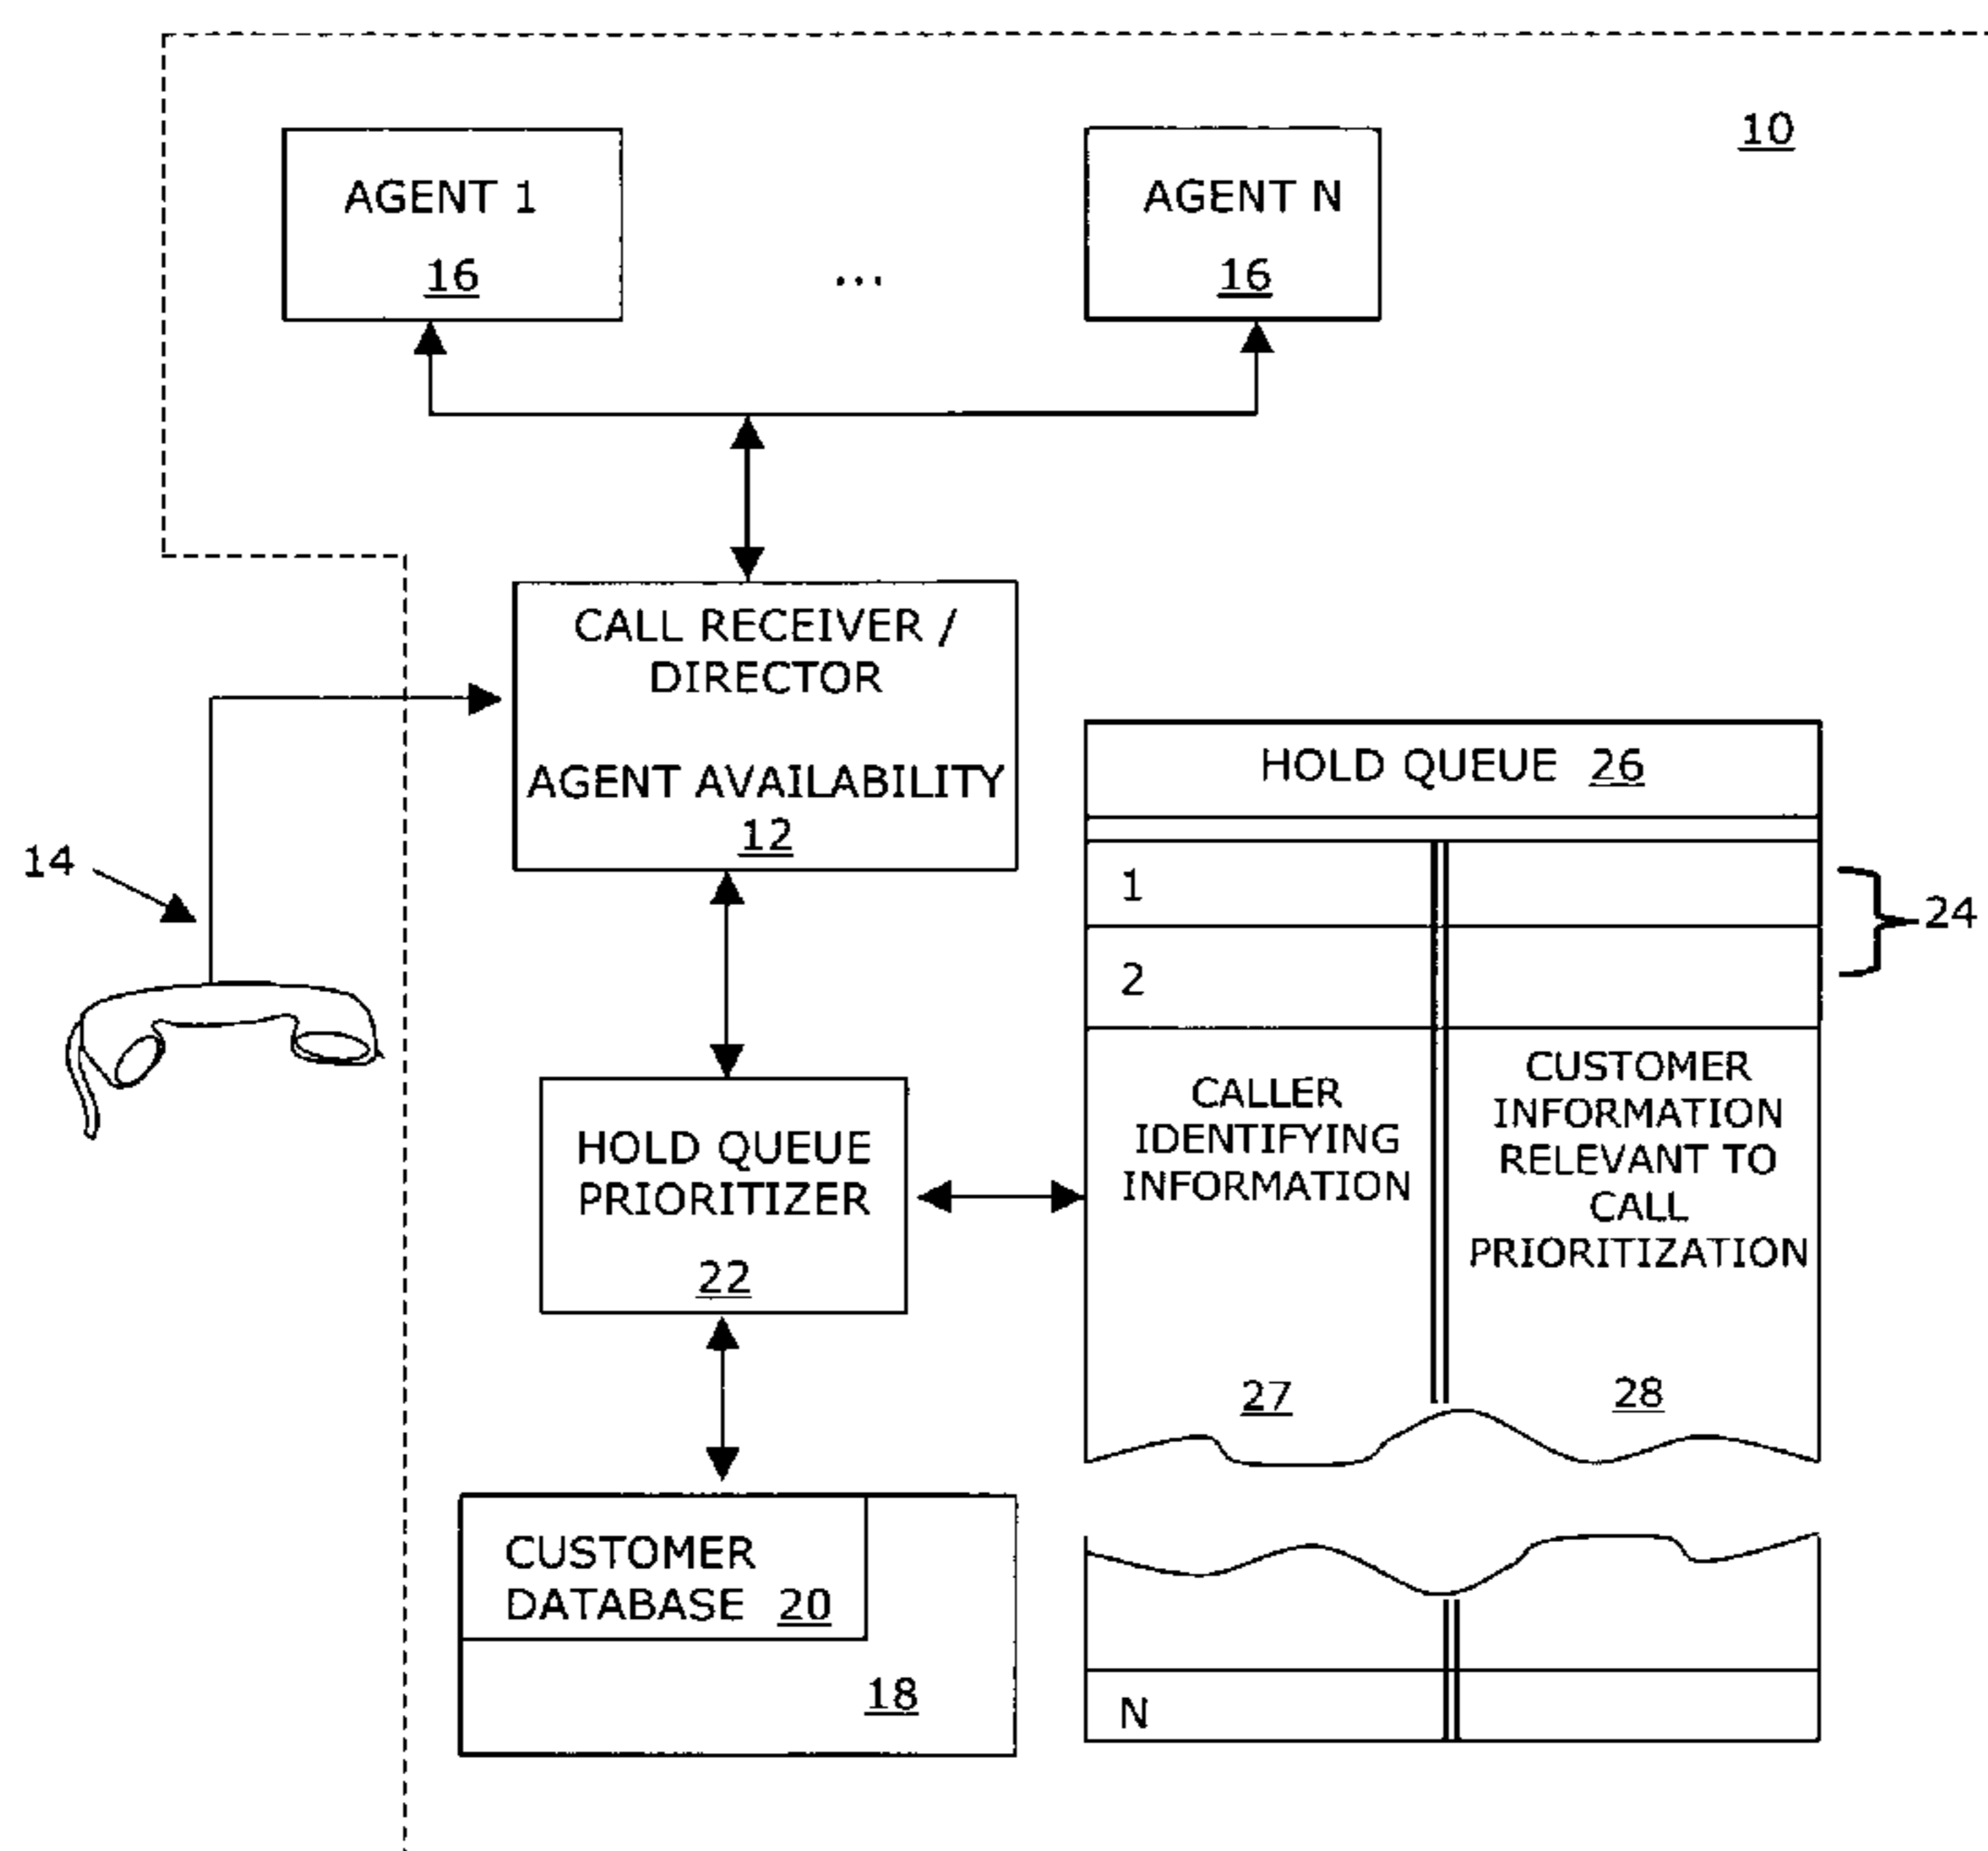 10
AGENT 1
16
...
AGENT N
16
CALL RECEIVER /
DIRECTOR
AGENT AVAILABILITY
12
14
HOLD QUEUE 26
1
2
24
CALLER
IDENTIFYING
INFORMATION
27
CUSTOMER
INFORMATION
RELEVANT TO
CALL
PRIORITIZATION
28
N
HOLD QUEUE
PRIORITIZER
22
CUSTOMER
DATABASE 20
18